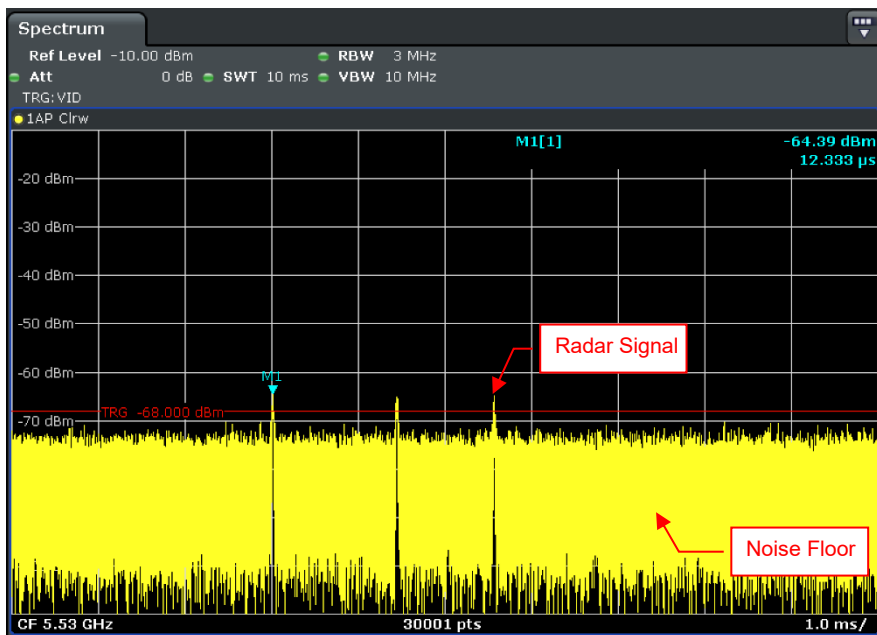 Spectrum
Ref Level -10.00 dBm RBW 3 MHz
Att 0 dB SWT 10 ms VBW 10 MHz
TRG:VID
1AP Clrw
M1[1] -64.39 dBm
12.333 µs
-20 dBm
-30 dBm
-40 dBm
-50 dBm
Radar Signal
-60 dBm
M1
TRG -68.000 dBm
-70 dBm
Noise Floor
CF 5.53 GHz 30001 pts 1.0 ms/